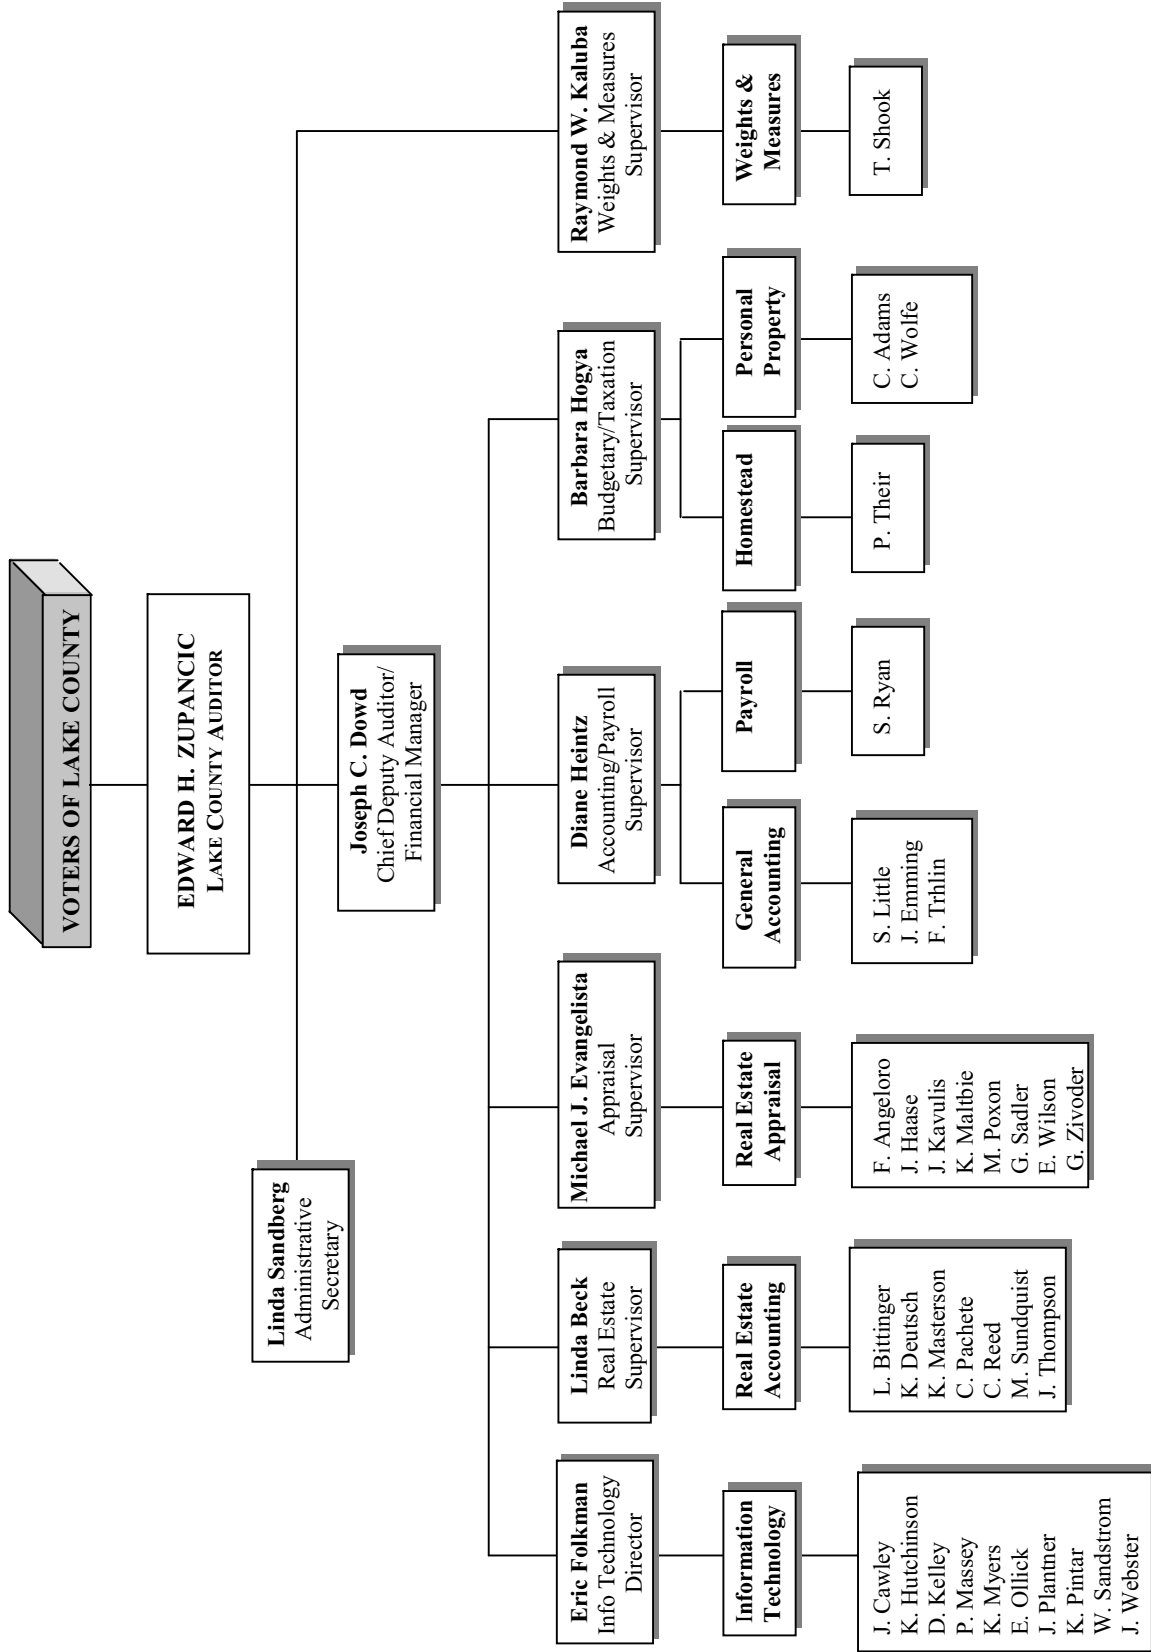 VOTERS OF LAKE COUNTY
EDWARD H. ZUPANCIC
LAKE COUNTY AUDITOR
Linda Sandberg
Administrative
Secretary
Joseph C. Dowd
Chief Deputy Auditor/
Financial Manager
Eric Folkman
Info Technology
Director
Linda Beck
Real Estate
Supervisor
Michael J. Evangelista
Appraisal
Supervisor
Diane Heintz
Accounting/Payroll
Supervisor
Barbara Hogya
Budgetary/Taxation
Supervisor
Raymond W. Kaluba
Weights & Measures
Supervisor
Information
Technology
Real Estate
Accounting
Real Estate
Appraisal
General
Accounting
Payroll
Homestead
Personal
Property
Weights &
Measures
J. Cawley
K. Hutchinson
D. Kelley
P. Massey
K. Myers
E. Ollick
J. Plantner
K. Pintar
W. Sandstrom
J. Webster
L. Bittinger
K. Deutsch
K. Masterson
C. Pachete
C. Reed
M. Sundquist
J. Thompson
F. Angeloro
J. Haase
J. Kavulis
K. Maltbie
M. Poxon
G. Sadler
E. Wilson
G. Zivoder
S. Little
J. Emming
F. Trhlin
S. Ryan
P. Their
C. Adams
C. Wolfe
T. Shook